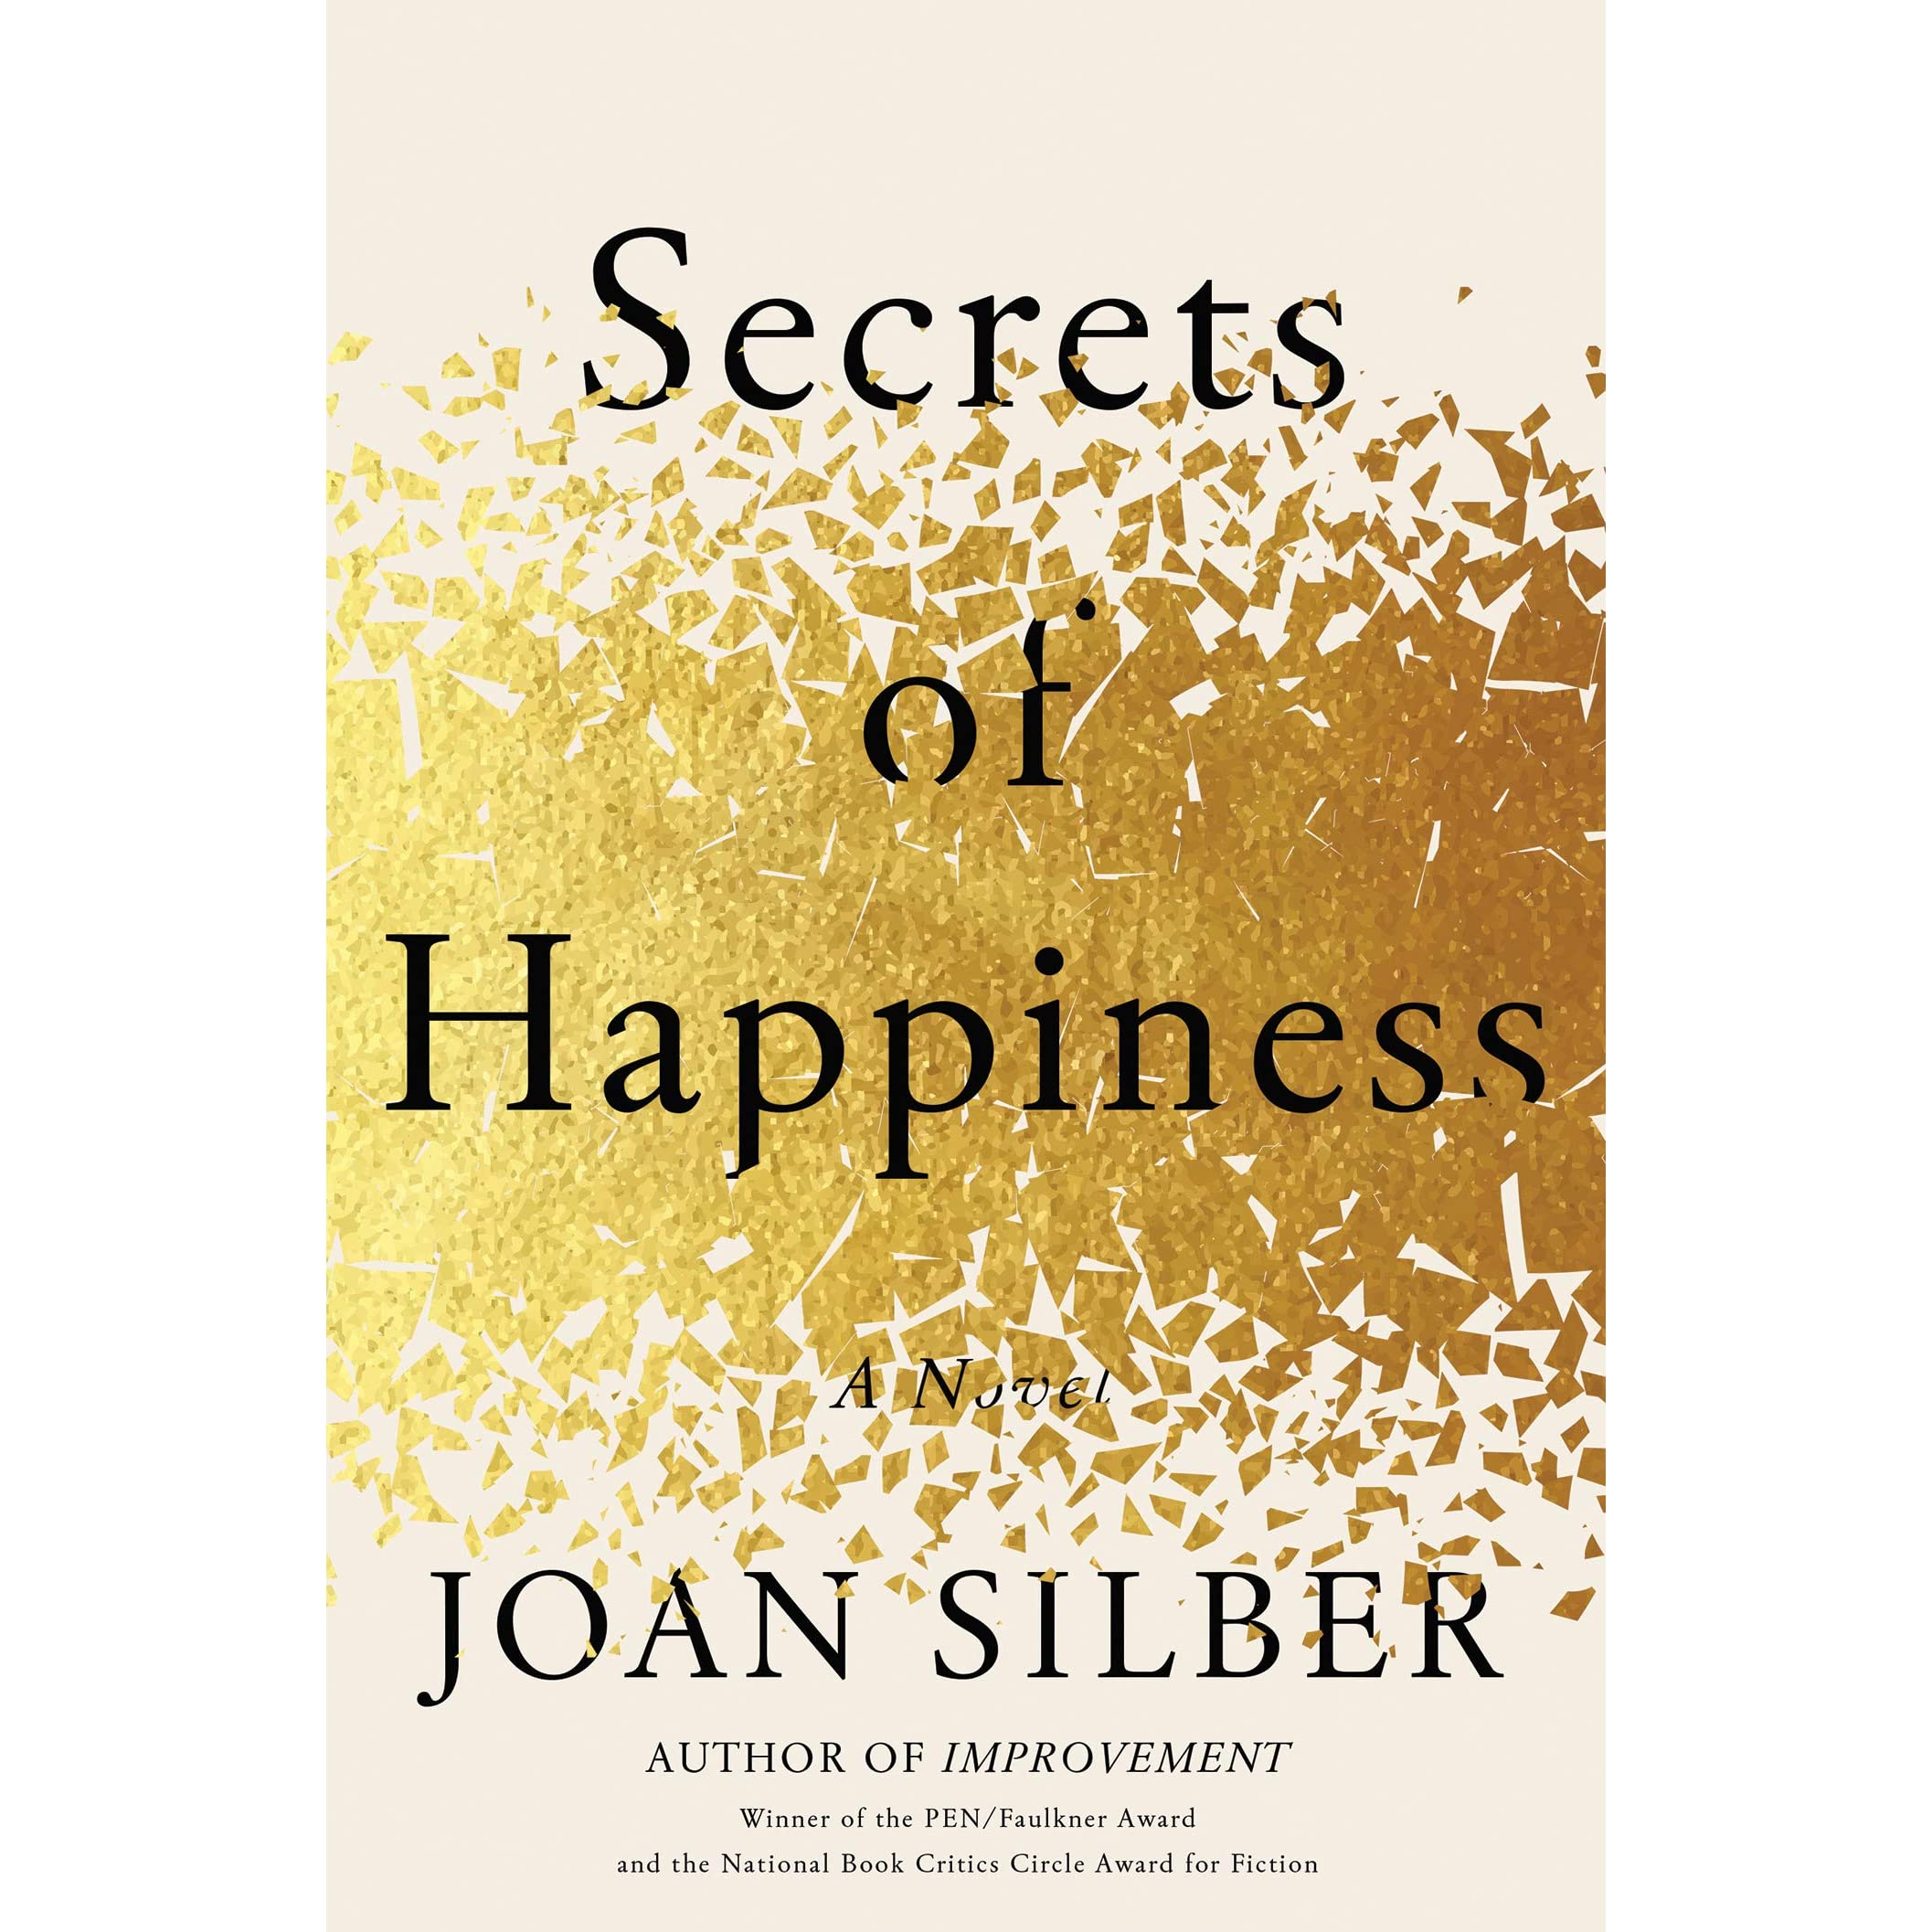 Secrets
of
Happiness
A Novel
JOAN SILBER
AUTHOR OF IMPROVEMENT
Winner of the PEN/Faulkner Award
and the National Book Critics Circle Award for Fiction